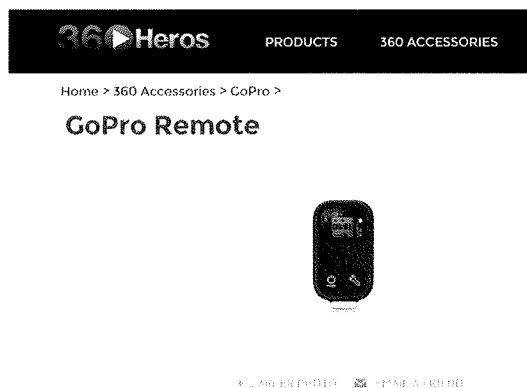 360Heros PRODUCTS 360 ACCESSORIES
Home > 360 Accessories > GoPro >
GoPro Remote